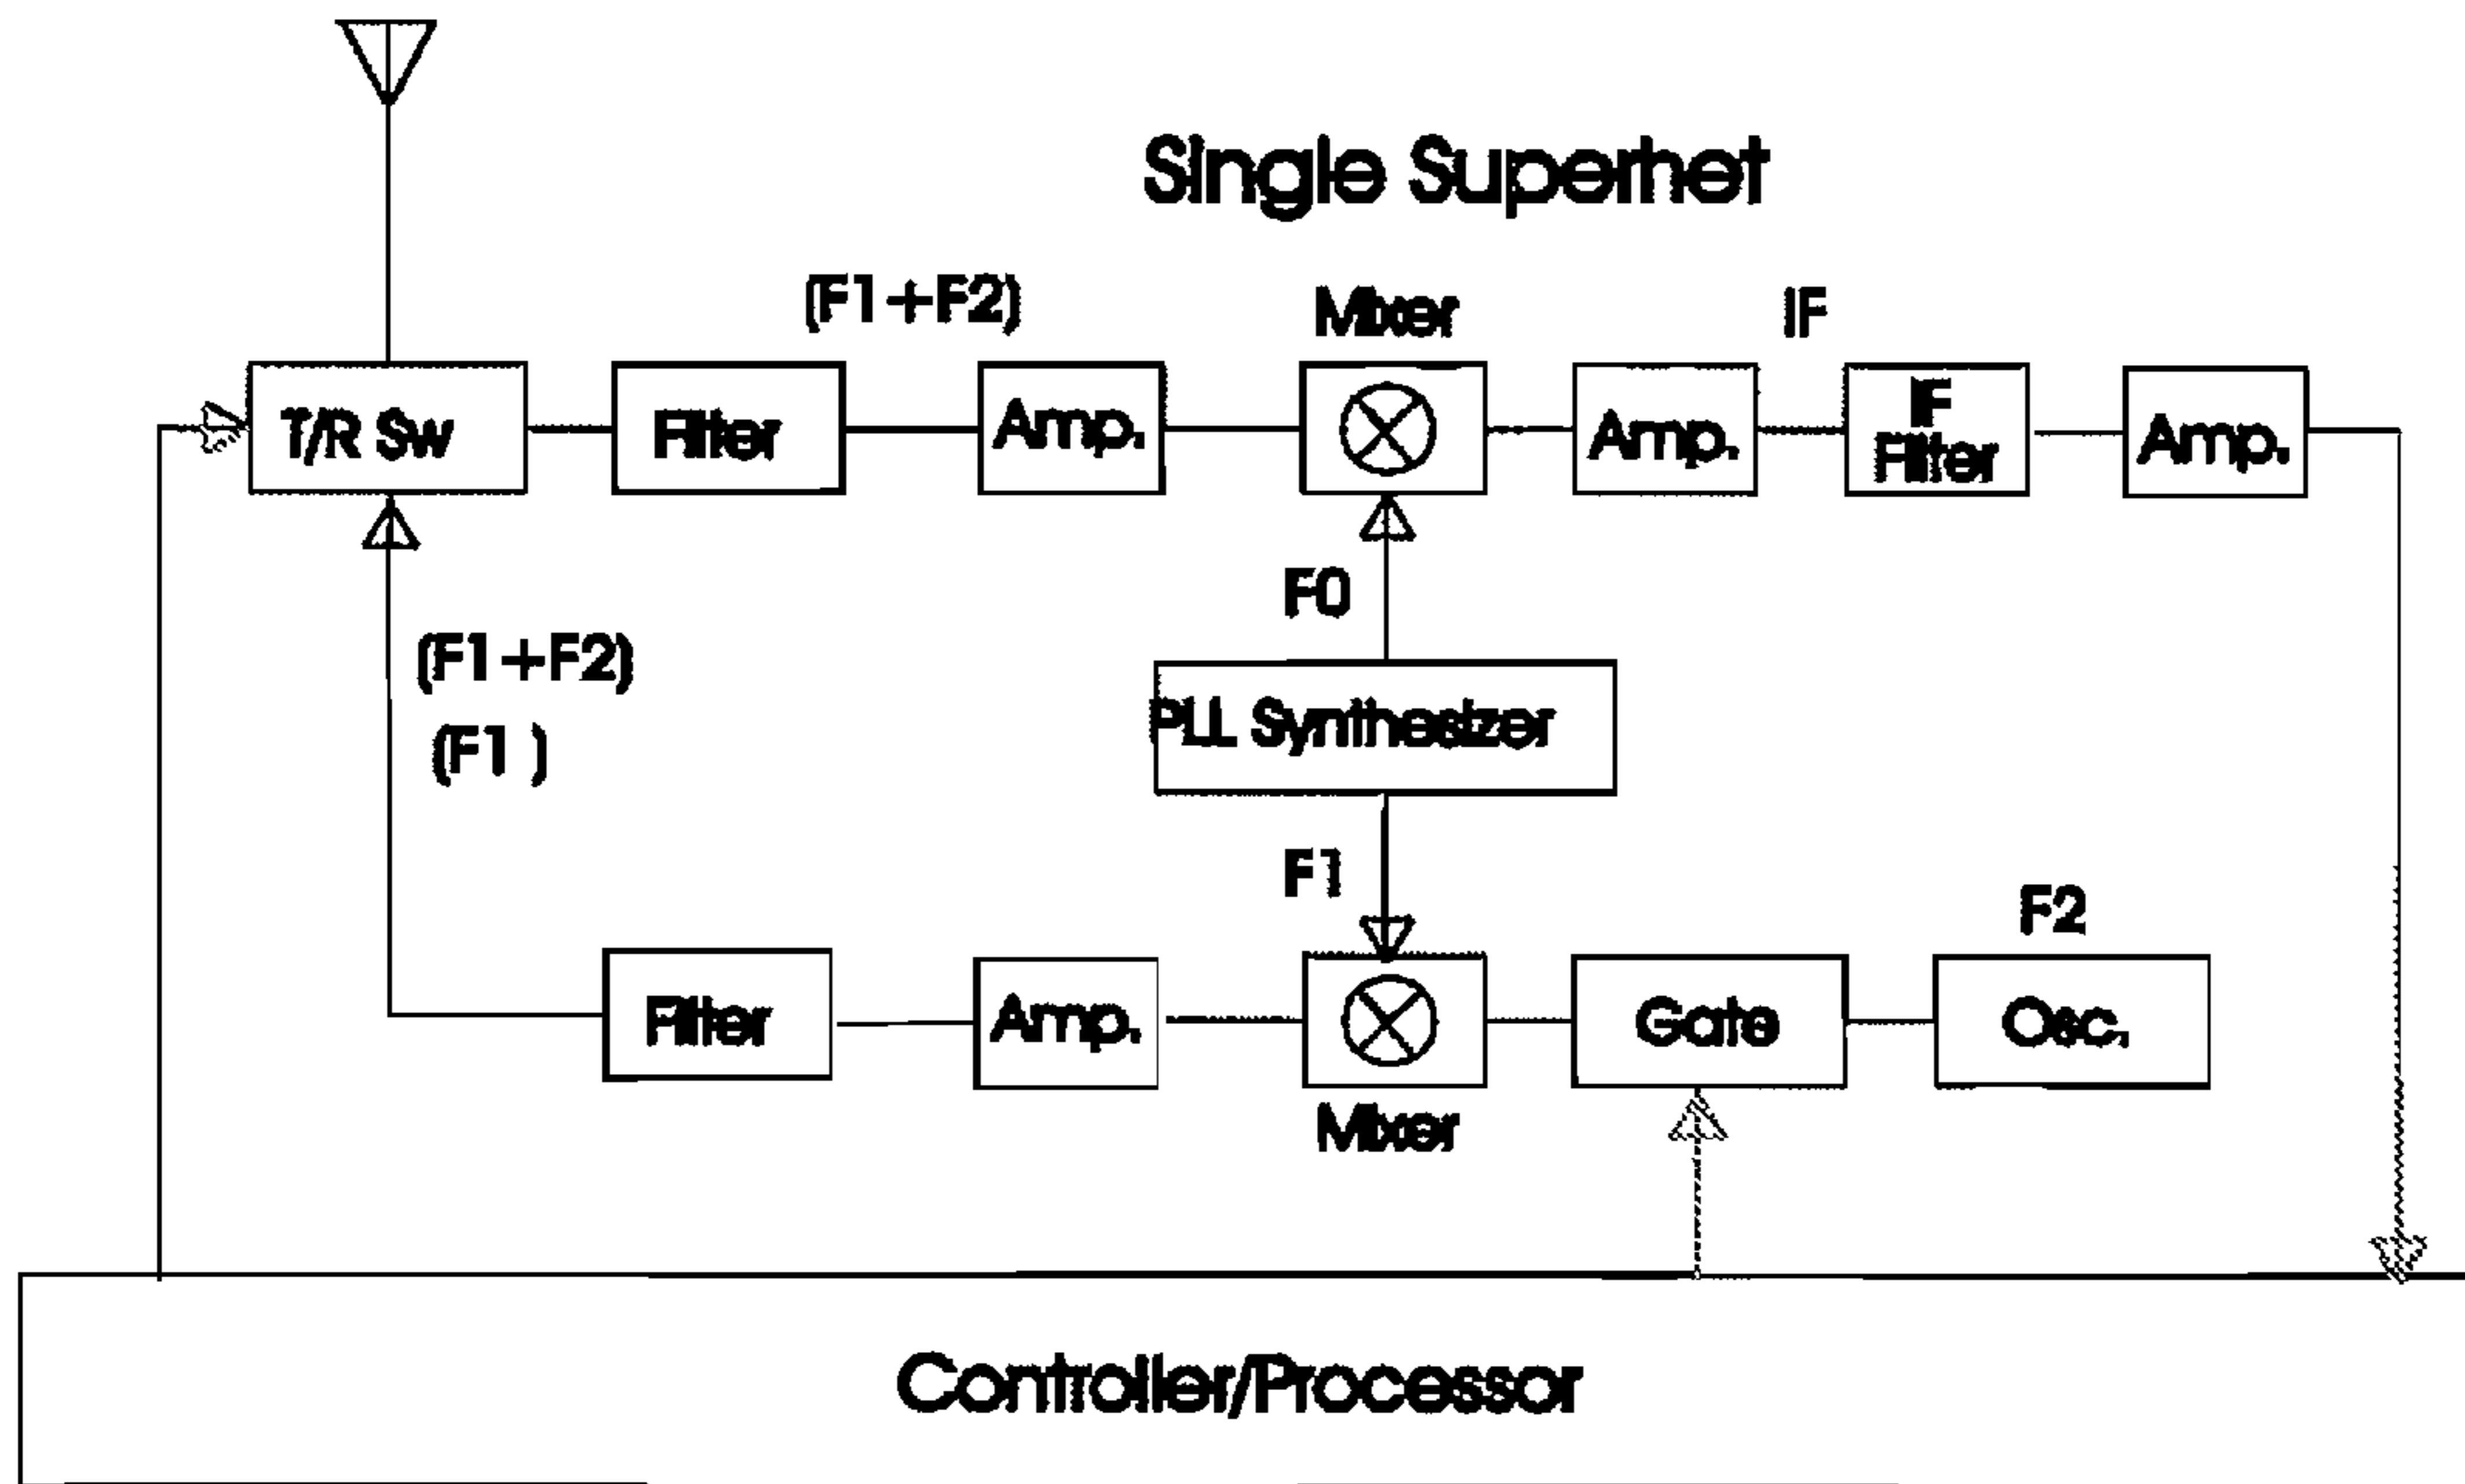 Single Superhet
(F1+F2)
Mixer
IF
T/R Sw
Filter
Amp.
Amp.
IF
Filter
Amp.
F0
(F1+F2)
(F1 )
PLL Synthesizer
F1
F2
Filter
Amp.
Gate
Osc.
Mixer
Controller/Processor